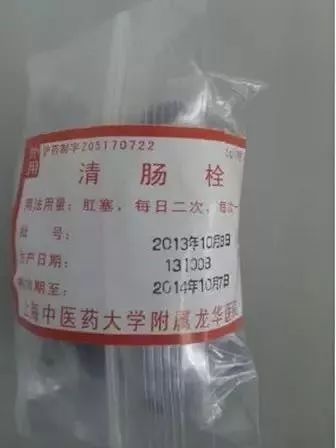 外用
沪药制字Z05170722
清肠栓
用法用量：肛塞，每日二次，每次一
批 号：
2013年10月8日
生产日期：
131008
有效期至：
2014年10月7日
上海中医药大学附属龙华医院